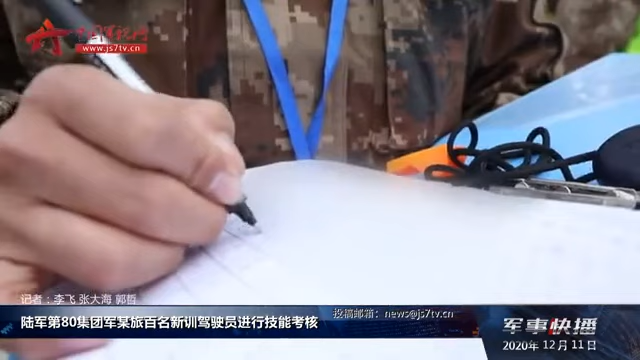 中国军视网
www.js7tv.cn
记者：李飞 张大海 郭哲
陆军第80集团军某旅百名新训驾驶员进行技能考核
投稿邮箱：news@js7tv.cn
军事快播
2020年 12月 11日